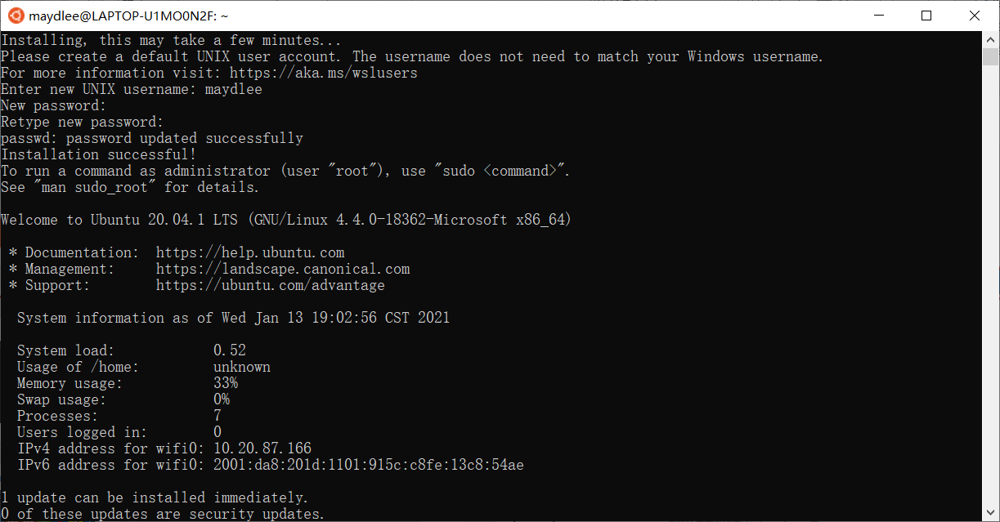 maydlee@LAPTOP-U1MO0N2F: ~
Installing, this may take a few minutes...
Please create a default UNIX user account. The username does not need to match your Windows username.
For more information visit: https://aka.ms/wslusers
Enter new UNIX username: maydlee
New password:
Retype new password:
passwd: password updated successfully
Installation successful!
To run a command as administrator (user "root"), use "sudo <command>".
See "man sudo_root" for details.
Welcome to Ubuntu 20.04.1 LTS (GNU/Linux 4.4.0-18362-Microsoft x86_64)
* Documentation:  https://help.ubuntu.com
* Management:     https://landscape.canonical.com
* Support:        https://ubuntu.com/advantage
System information as of Wed Jan 13 19:02:56 CST 2021
System load:            0.52
Usage of /home:         unknown
Memory usage:           33%
Swap usage:             0%
Processes:              7
Users logged in:        0
IPv4 address for wifi0: 10.20.87.166
IPv6 address for wifi0: 2001:da8:201d:1101:915c:c8fe:13c8:54ae
1 update can be installed immediately.
0 of these updates are security updates.